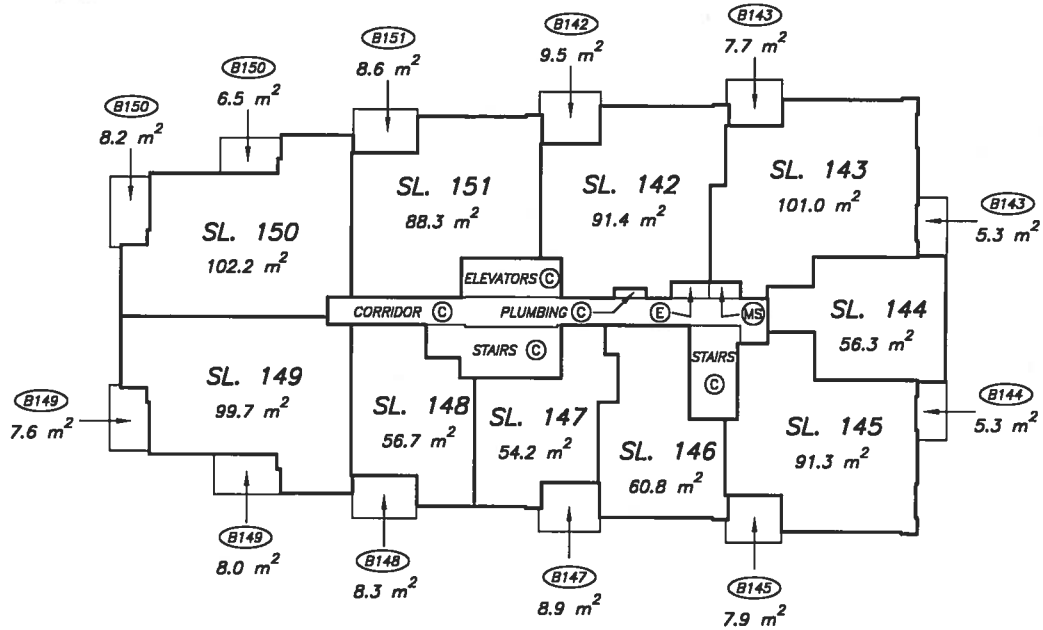 B143
7.7 m²
B142
9.5 m²
B151
8.6 m²
B150
6.5 m²
B150
8.2 m²
SL. 151
88.3 m²
SL. 142
91.4 m²
SL. 143
101.0 m²
SL. 150
102.2 m²
B143
5.3 m²
ELEVATORS C
CORRIDOR C PLUMBING C E MS
SL. 144
56.3 m²
STAIRS C
STAIRS
C
SL. 149
99.7 m²
SL. 148
56.7 m²
SL. 147
54.2 m²
SL. 146
60.8 m²
SL. 145
91.3 m²
B149
7.6 m²
B144
5.3 m²
B149
8.0 m²
B148
8.3 m²
B147
8.9 m²
B145
7.9 m²